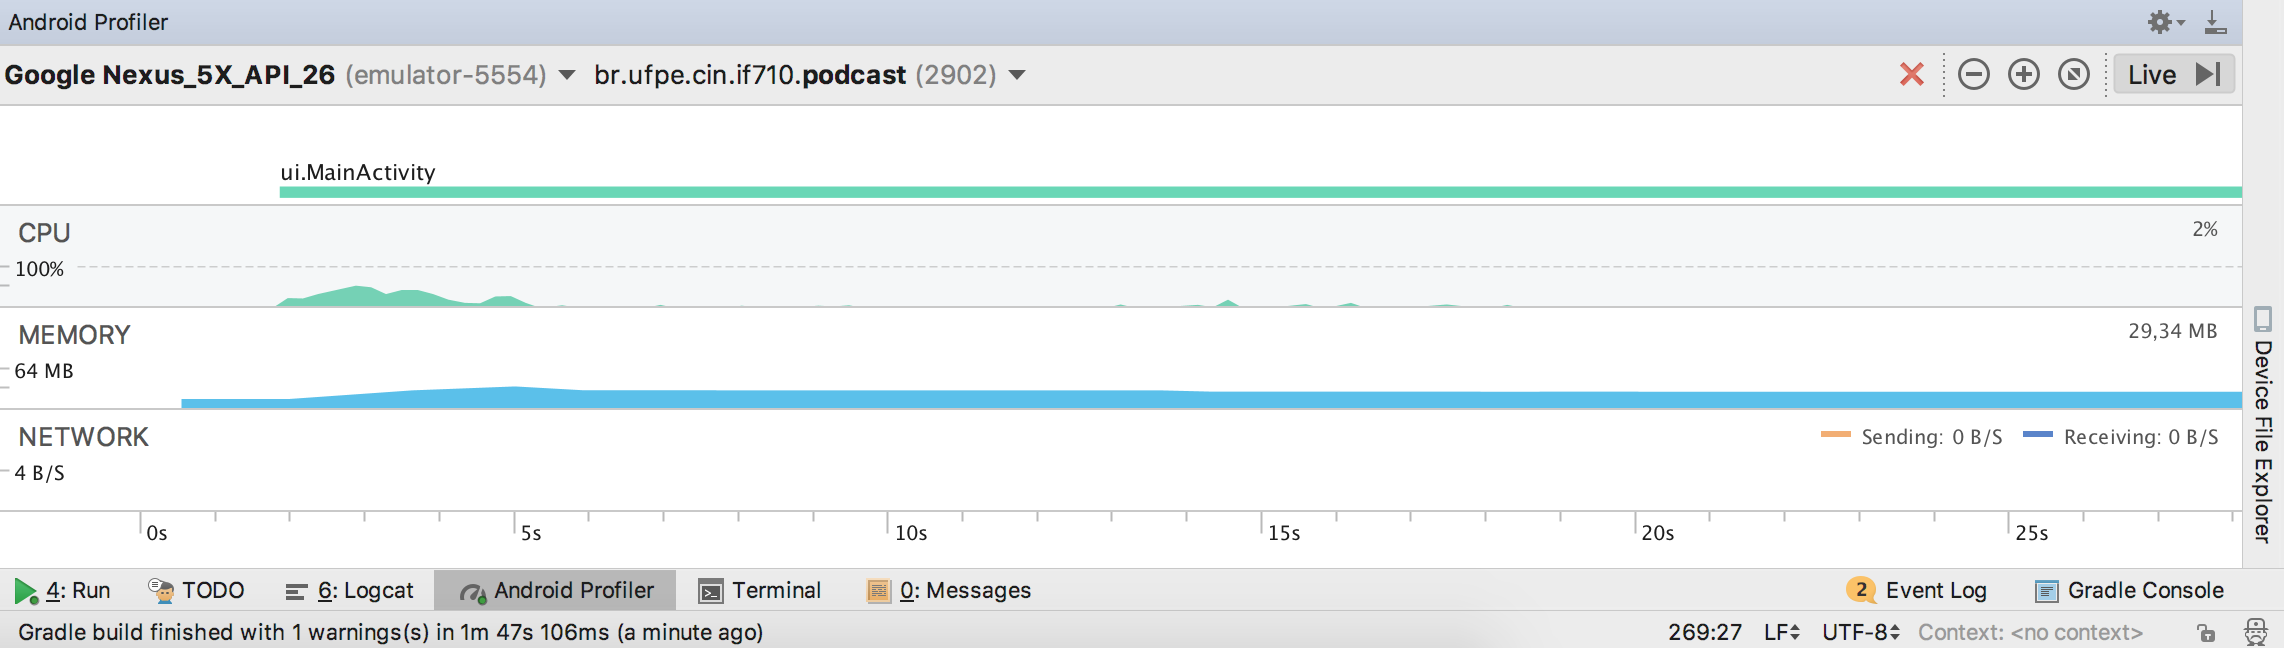 Android Profiler
Google Nexus_5X_API_26 (emulator-5554) br.ufpe.cin.if710.podcast (2902) Live
ui.MainActivity
CPU 2%
100%
MEMORY 29,34 MB
64 MB
NETWORK Sending: 0 B/S Receiving: 0 B/S
4 B/S
0s 5s 10s 15s 20s 25s
Device File Explorer
4: Run TODO 6: Logcat Android Profiler Terminal 0: Messages 2 Event Log Gradle Console
Gradle build finished with 1 warnings(s) in 1m 47s 106ms (a minute ago) 269:27 LF UTF-8 Context: <no context>